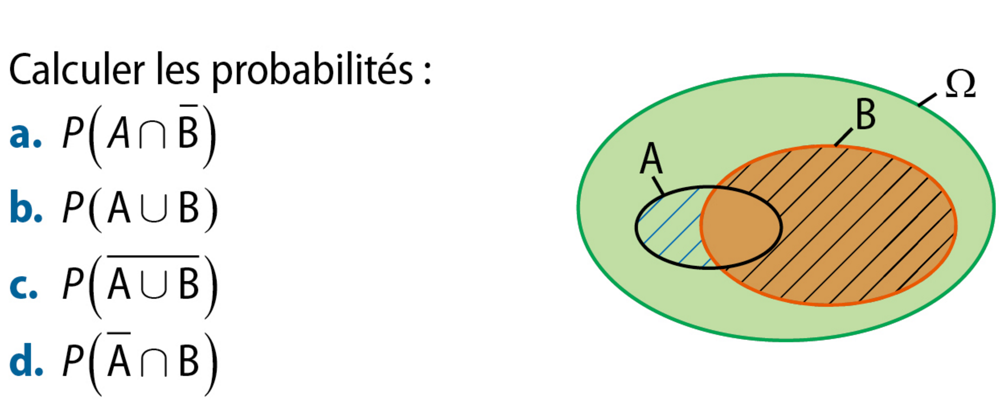 Calculer les probabilités :
a. P(A ∩ B̅)
b. P(A ∪ B)
c. P(A̅ ̅∪̅ ̅B̅)
d. P(A̅ ∩ B)
Ω
B
A